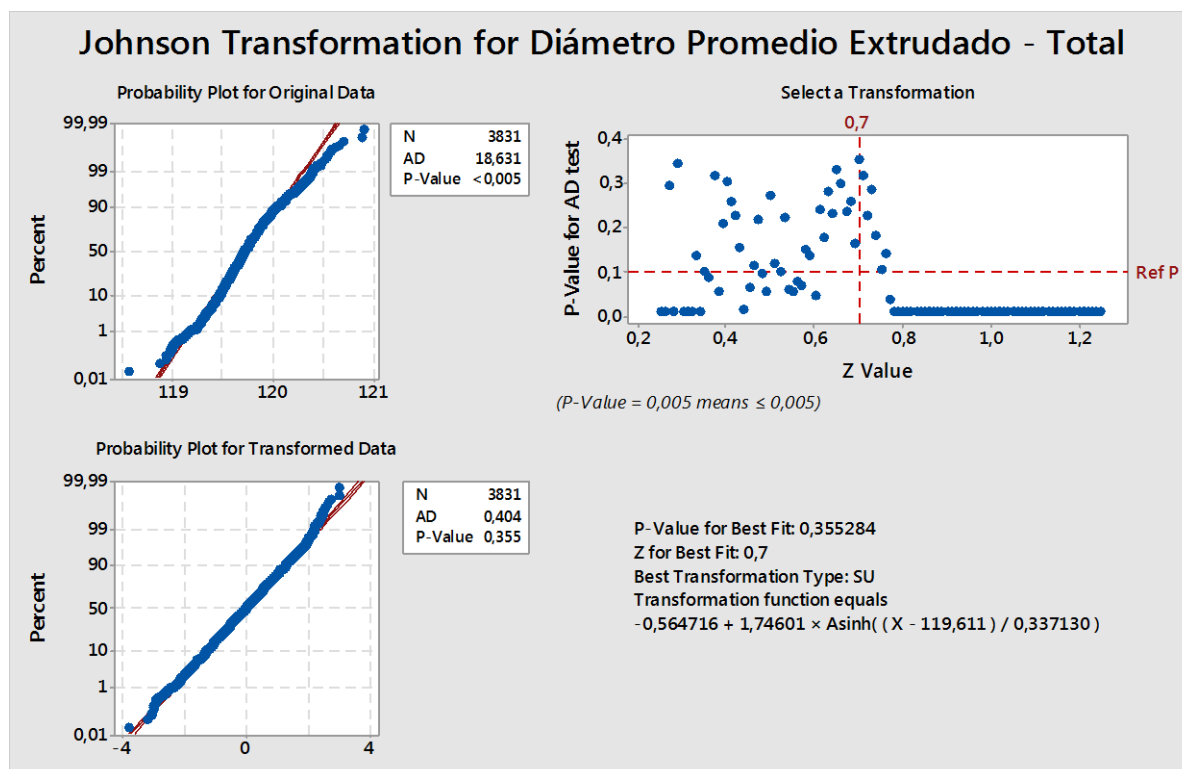 Johnson Transformation for Diámetro Promedio Extrudado - Total
Probability Plot for Original Data
99,99
99
90
50
10
1
0,01
Percent
119
120
121
N 3831
AD 18,631
P-Value <0,005
Select a Transformation
0,7
0,4
0,3
0,2
0,1
0,0
P-Value for AD test
Ref P
0,2
0,4
0,6
0,8
1,0
1,2
Z Value
(P-Value = 0,005 means ≤ 0,005)
Probability Plot for Transformed Data
99,99
99
90
50
10
1
0,01
Percent
-4
0
4
N 3831
AD 0,404
P-Value 0,355
P-Value for Best Fit: 0,355284
Z for Best Fit: 0,7
Best Transformation Type: SU
Transformation function equals
-0,564716 + 1,74601 × Asinh( ( X - 119,611 ) / 0,337130 )